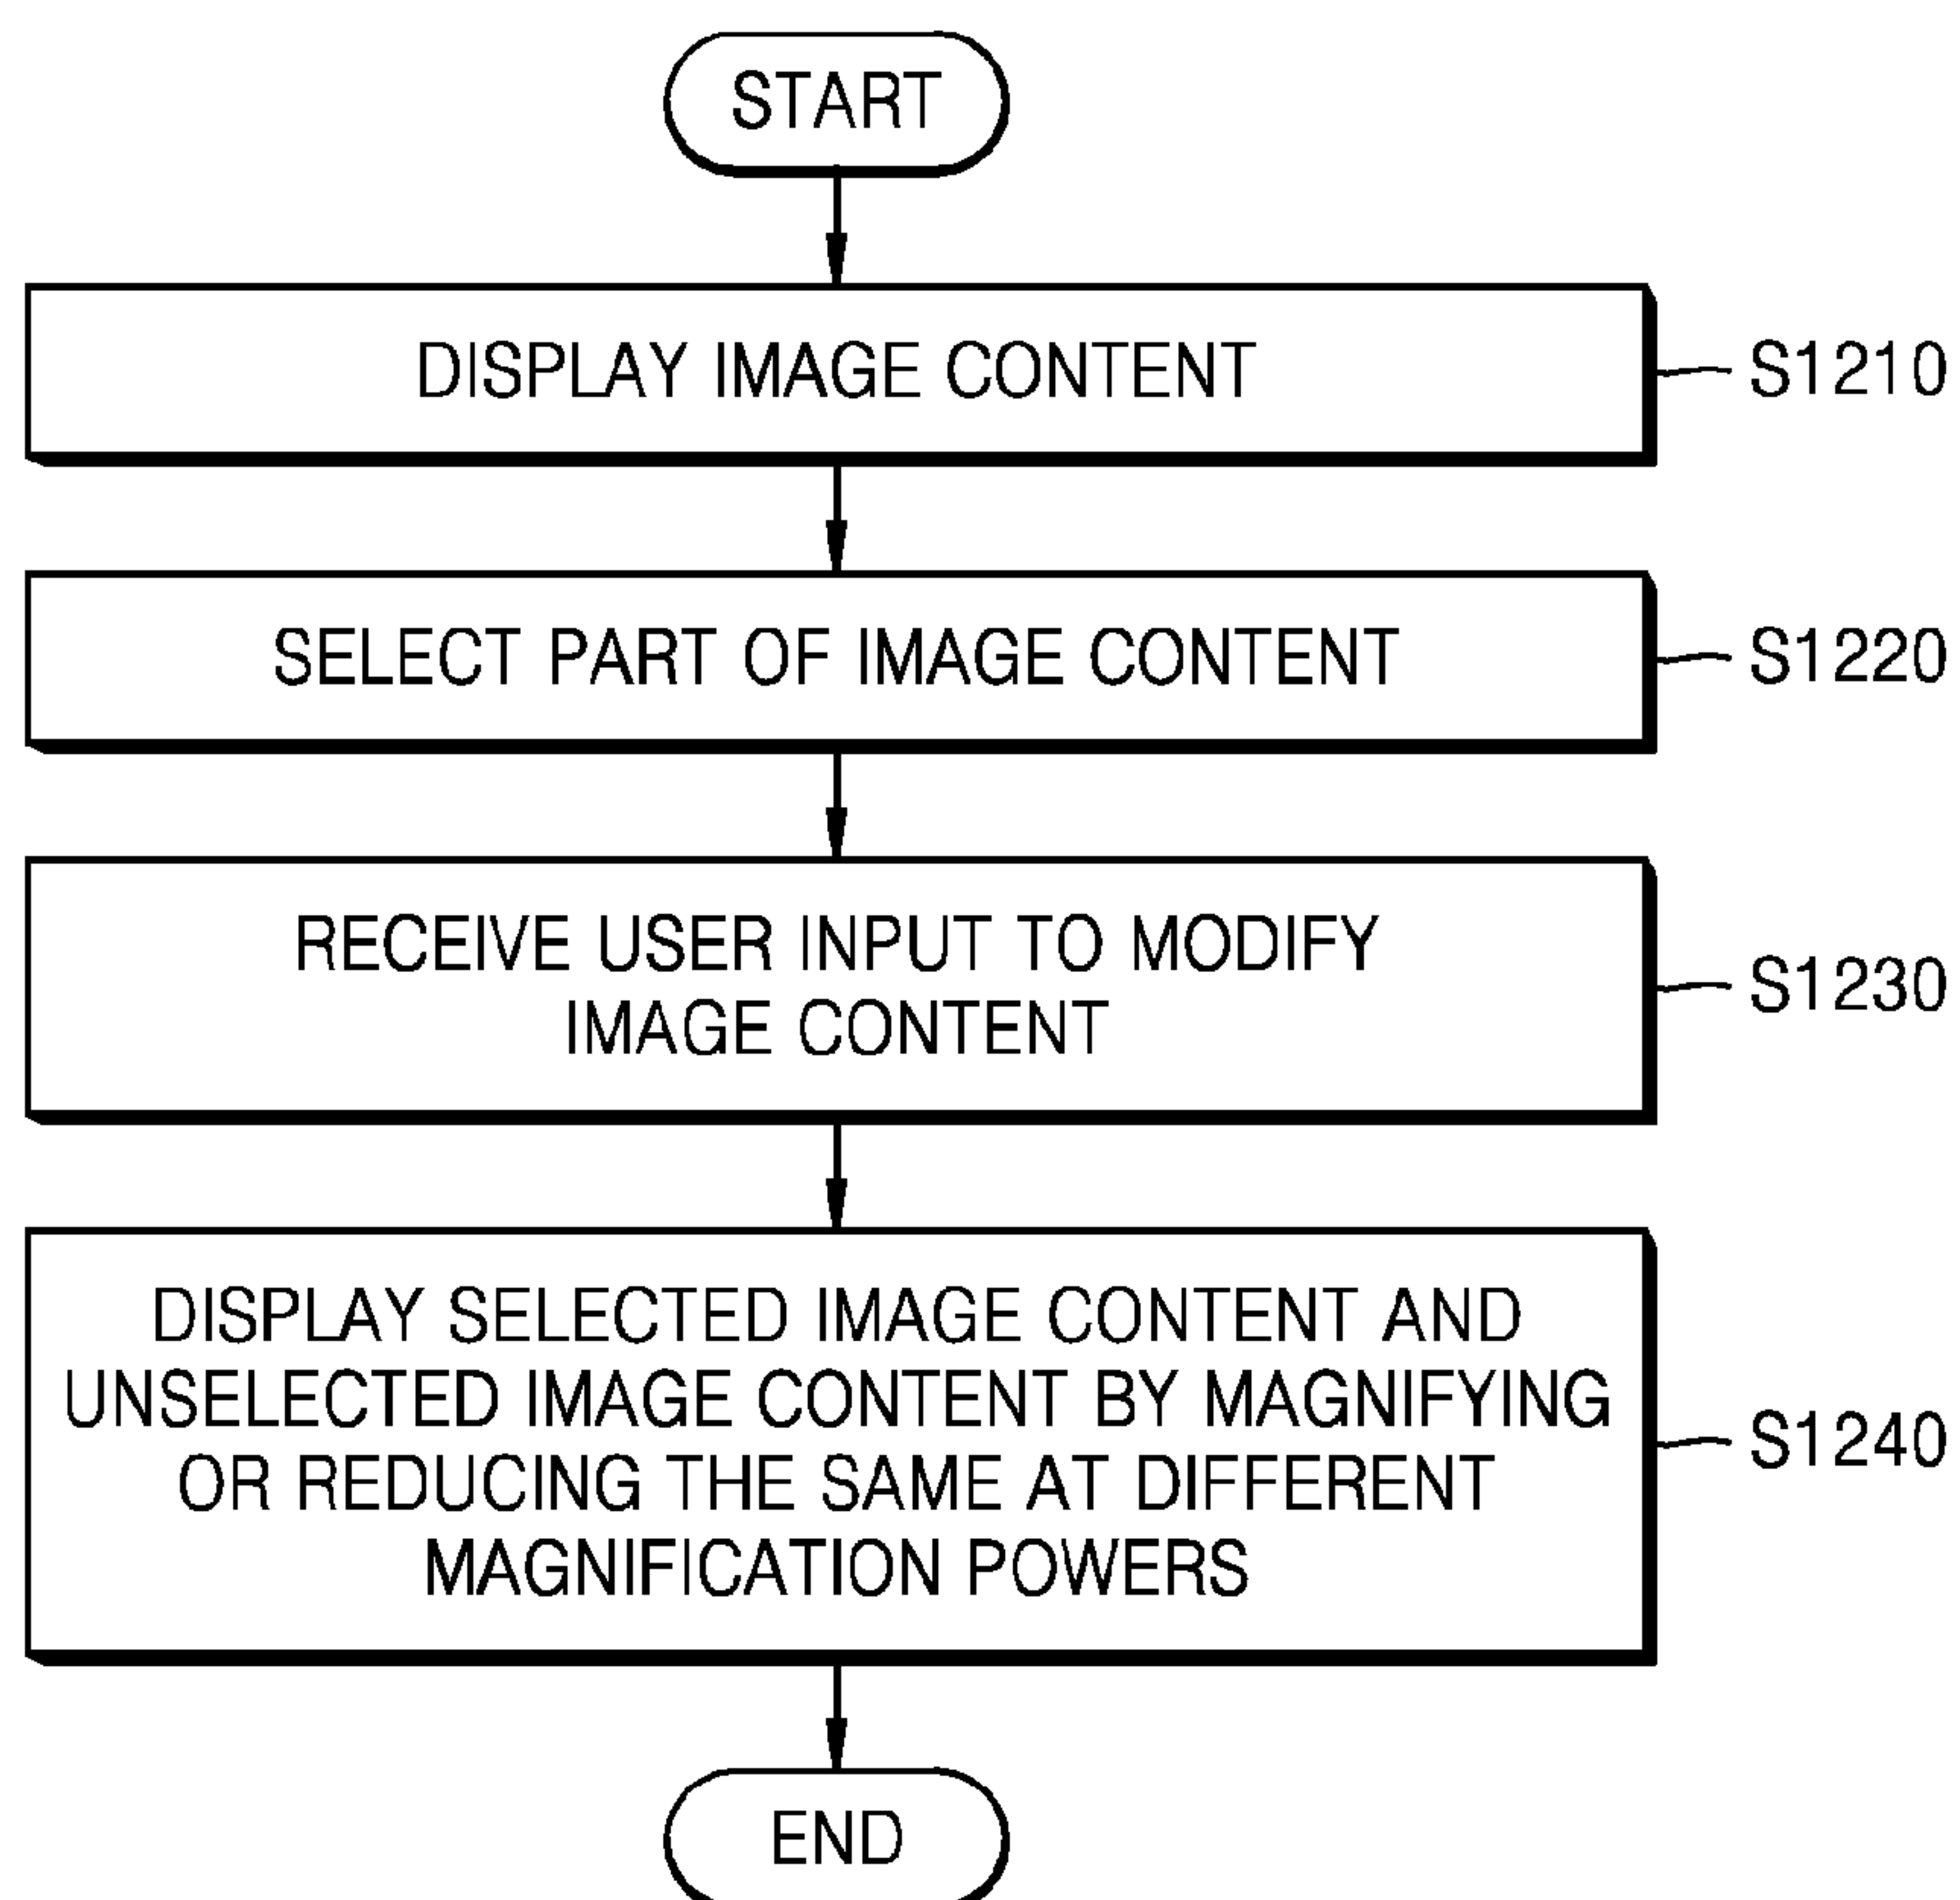 START
DISPLAY IMAGE CONTENT
S1210
SELECT PART OF IMAGE CONTENT
S1220
RECEIVE USER INPUT TO MODIFY
IMAGE CONTENT
S1230
DISPLAY SELECTED IMAGE CONTENT AND
UNSELECTED IMAGE CONTENT BY MAGNIFYING
OR REDUCING THE SAME AT DIFFERENT
MAGNIFICATION POWERS
S1240
END